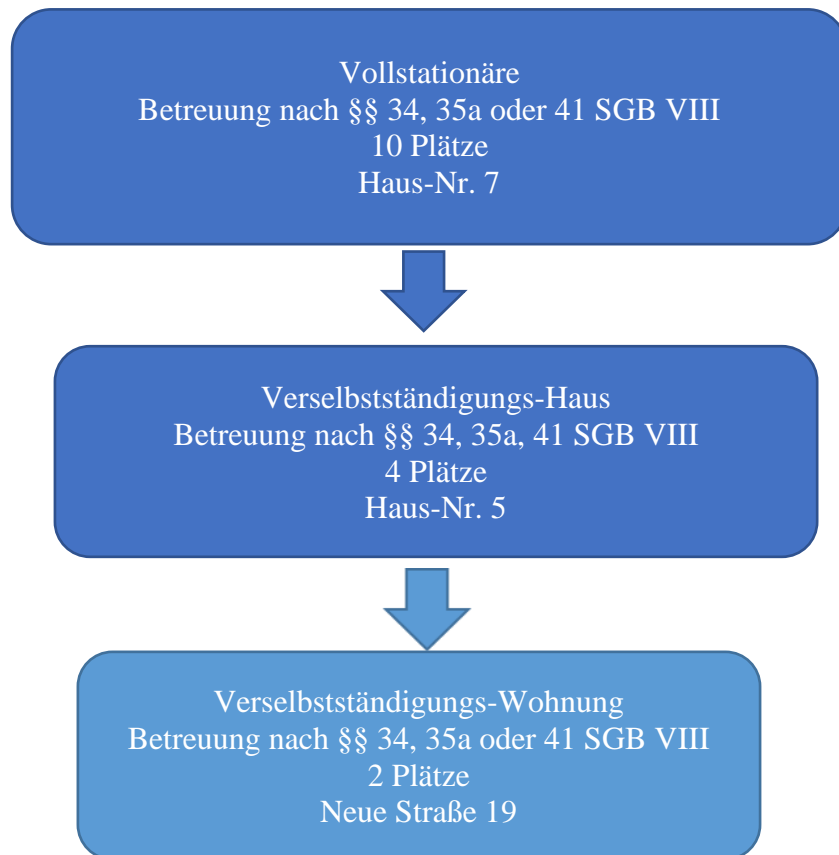 Vollstationäre
Betreuung nach §§ 34, 35a oder 41 SGB VIII
10 Plätze
Haus-Nr. 7
Verselbstständigungs-Haus
Betreuung nach §§ 34, 35a, 41 SGB VIII
4 Plätze
Haus-Nr. 5
Verselbstständigungs-Wohnung
Betreuung nach §§ 34, 35a oder 41 SGB VIII
2 Plätze
Neue Straße 19